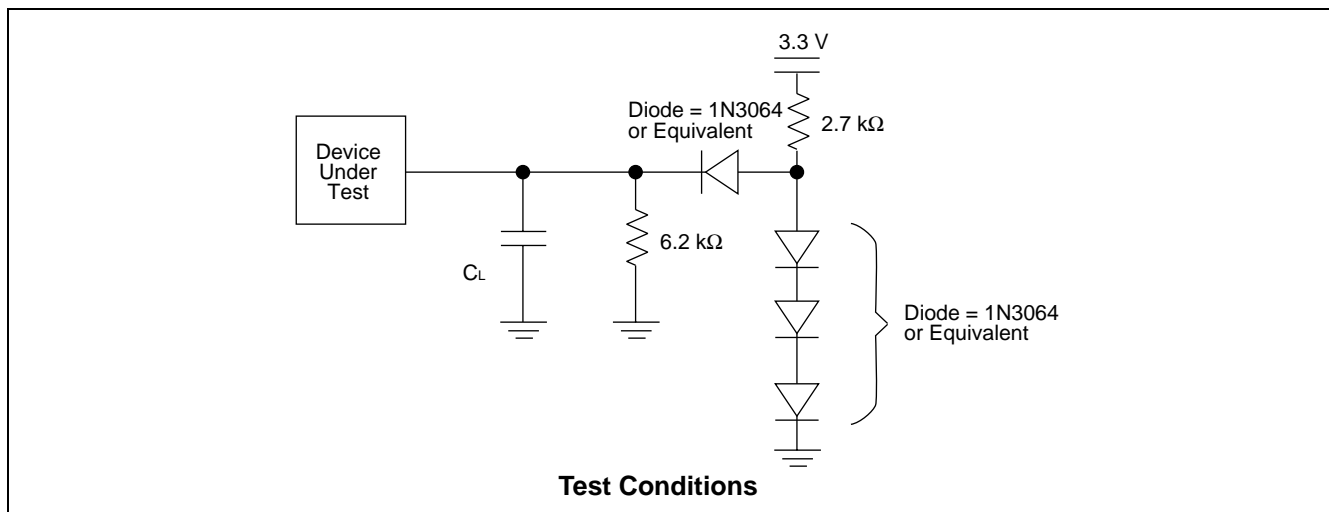 3.3 V
Diode = 1N3064
or Equivalent
2.7 kΩ
Device
Under
Test
6.2 kΩ
CL
Diode = 1N3064
or Equivalent
Test Conditions